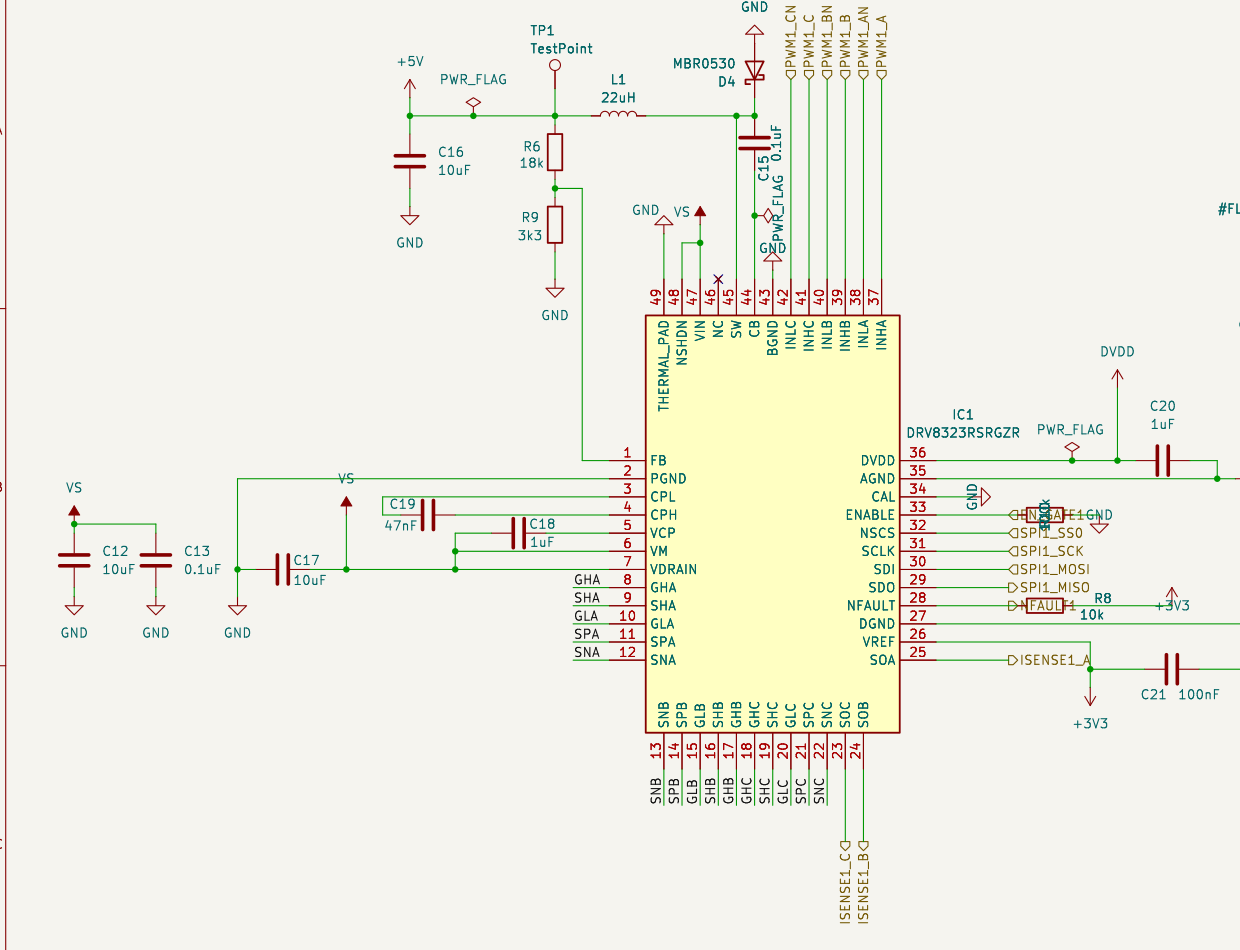 GND
PWM1_CN
PWM1_C
PWM1_BN
PWM1_B
PWM1_AN
PWM1_A
TP1
TestPoint
+5V
PWR_FLAG
L1
22uH
MBR0530
D4
C16
10uF
R6
18k
C15
0.1uF
PWR_FLAG
R9
3k3
GND
VS
GND
GND
GND
#FL
49 48 47 46 45 44 43 42 41 40 39 38 37
THERMAL_PAD
NSHDN
VIN
NC
SW
CB
BGND
INLC
INHC
INLB
INHB
INLA
INHA
IC1
DRV8323RSRGZR
DVDD
PWR_FLAG
C20
1uF
1 FB
2 PGND
3 CPL
4 CPH
5 VCP
6 VM
7 VDRAIN
8 GHA
9 SHA
10 GLA
11 SPA
12 SNA
DVDD 36
AGND 35
CAL 34
ENABLE 33
NSCS 32
SCLK 31
SDI 30
SDO 29
NFAULT 28
DGND 27
VREF 26
SOA 25
VS
C12
10uF
C13
0.1uF
GND
GND
GND
VS
C17
10uF
C19
47nF
C18
1uF
GHA
SHA
GLA
SPA
SNA
GND
EN_GATE1
GND
SPI1_SS0
SPI1_SCK
SPI1_MOSI
SPI1_MISO
NFAULT1
R8
10k
+3V3
ISENSE1_A
C21 100nF
+3V3
SNB
SPB
GLB
SHB
GHB
GHC
SHC
GLC
SPC
SNC
SOC
SOB
13 14 15 16 17 18 19 20 21 22 23 24
SNB
SPB
GLB
SHB
GHB
GHC
SHC
GLC
SPC
SNC
ISENSE1_C
ISENSE1_B